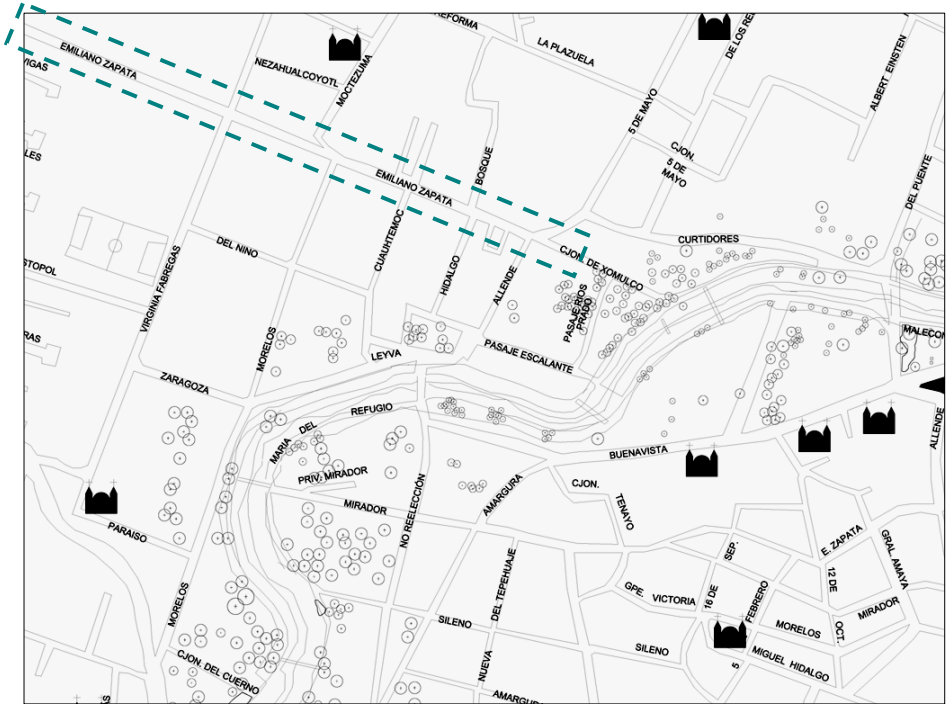 REFORMA
LA PLAZUELA
DE LOS REY
EMILIANO ZAPATA
NEZAHUALCOYOTL
MOCTEZUMA
VIGAS
ALBERT EINSTEN
5 DE MAYO
CJON.
5 DE
MAYO
LES
BOSQUE
DEL PUENTE
EMILIANO ZAPATA
CUAUHTEMOC
DEL NINO
CURTIDORES
CJON. DE XOMULCO
STOPOL
VIRGINIA FABREGAS
HIDALGO
ALLENDE
PASAJE RIOS
PRADO
RAS
MORELOS
LEYVA
PASAJE ESCALANTE
MALECON
ZARAGOZA
REFUGIO
DEL
MARIA
ALLENDE
BUENAVISTA
PRIV. MIRADOR
MIRADOR
NO REELECCIÓN
AMARGURA
CJON.
TENAYO
PARAISO
E. ZAPATA
GRAL. AMAYA
SEP.
16 DE
12 DE
OCT.
MORELOS
DEL TEPEHUAJE
NUEVA
GPE. VICTORIA
FEBRERO
5
MIRADOR
MORELOS
SILENO
SILENO
MIGUEL HIDALGO
CJON. DEL CUERNO
AMARGUR
AS